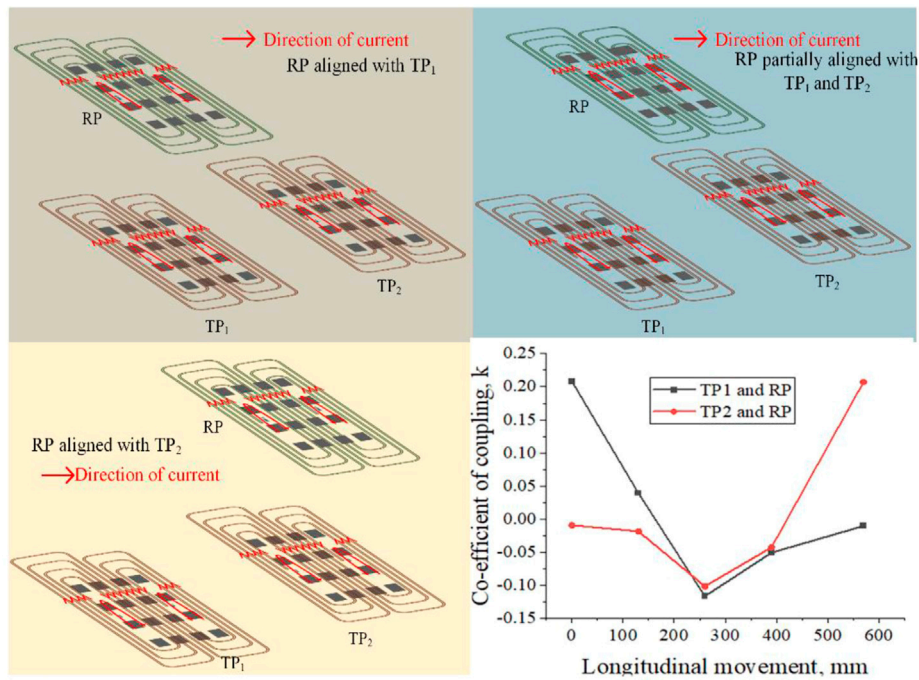 Direction of current
RP aligned with TP₁
RP
TP₂
TP₁
Direction of current
RP partially aligned with
TP₁ and TP₂
RP
TP₂
TP₁
RP
RP aligned with TP₂
Direction of current
TP₂
TP₁
Co-efficient of coupling, k
0.25
0.20
0.15
0.10
0.05
0.00
-0.05
-0.10
-0.15
TP1 and RP
TP2 and RP
0 100 200 300 400 500 600
Longitudinal movement, mm